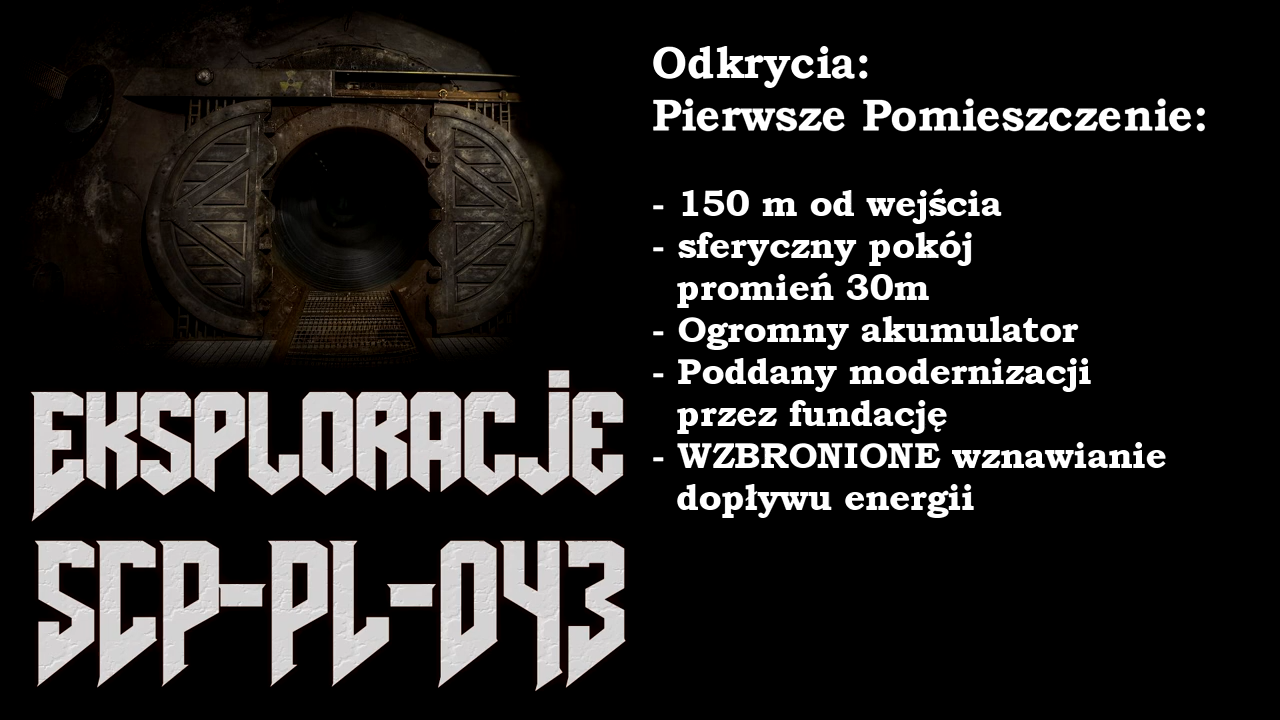 Odkrycia:
Pierwsze Pomieszczenie:
- 150 m od wejścia
- sferyczny pokój
promień 30m
- Ogromny akumulator
- Poddany modernizacji
przez fundację
- WZBRONIONE wznawianie
dopływu energii
EKSPLORACJE
SCP-PL-043